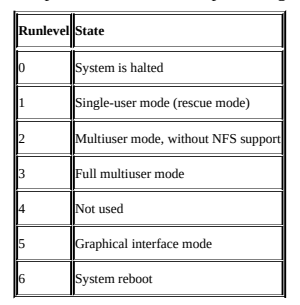 Runlevel State
0 System is halted
1 Single-user mode (rescue mode)
2 Multiuser mode, without NFS support
3 Full multiuser mode
4 Not used
5 Graphical interface mode
6 System reboot